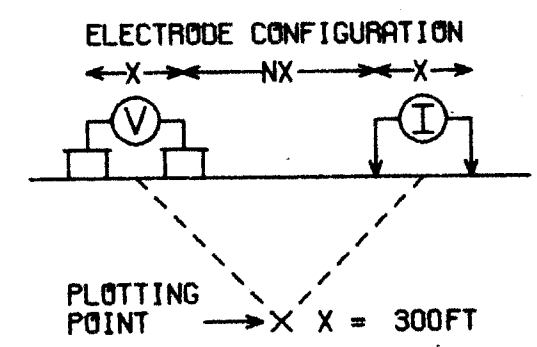 ELECTRODE CONFIGURATION
X NX X
V I
PLOTTING
POINT X X = 300FT